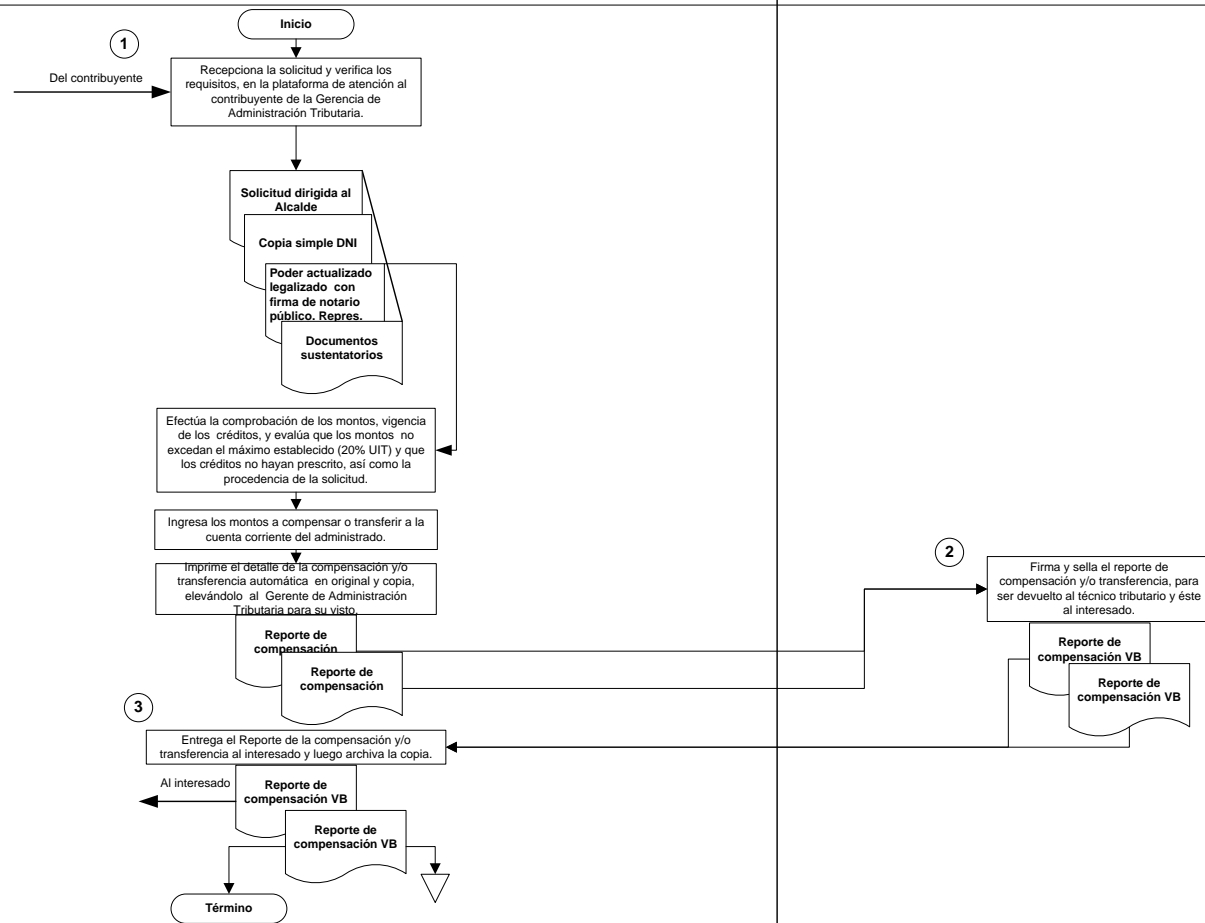 Inicio
1
Del contribuyente
Recepciona la solicitud y verifica los
requisitos, en la plataforma de atención al
contribuyente de la Gerencia de
Administración Tributaria.
Solicitud dirigida al
Alcalde
Copia simple DNI
Poder actualizado
legalizado con
firma de notario
público. Repres.
Documentos
sustentatorios
Efectúa la comprobación de los montos, vigencia
de los créditos, y evalúa que los montos no
excedan el máximo establecido (20% UIT) y que
los créditos no hayan prescrito, así como la
procedencia de la solicitud.
Ingresa los montos a compensar o transferir a la
cuenta corriente del administrado.
Imprime el detalle de la compensación y/o
transferencia automática en original y copia,
elevándolo al Gerente de Administración
Tributaria para su visto.
Reporte de
compensación
Reporte de
compensación
2
Firma y sella el reporte de
compensación y/o transferencia, para
ser devuelto al técnico tributario y éste
al interesado.
Reporte de
compensación VB
Reporte de
compensación VB
3
Entrega el Reporte de la compensación y/o
transferencia al interesado y luego archiva la copia.
Al interesado
Reporte de
compensación VB
Reporte de
compensación VB
Término